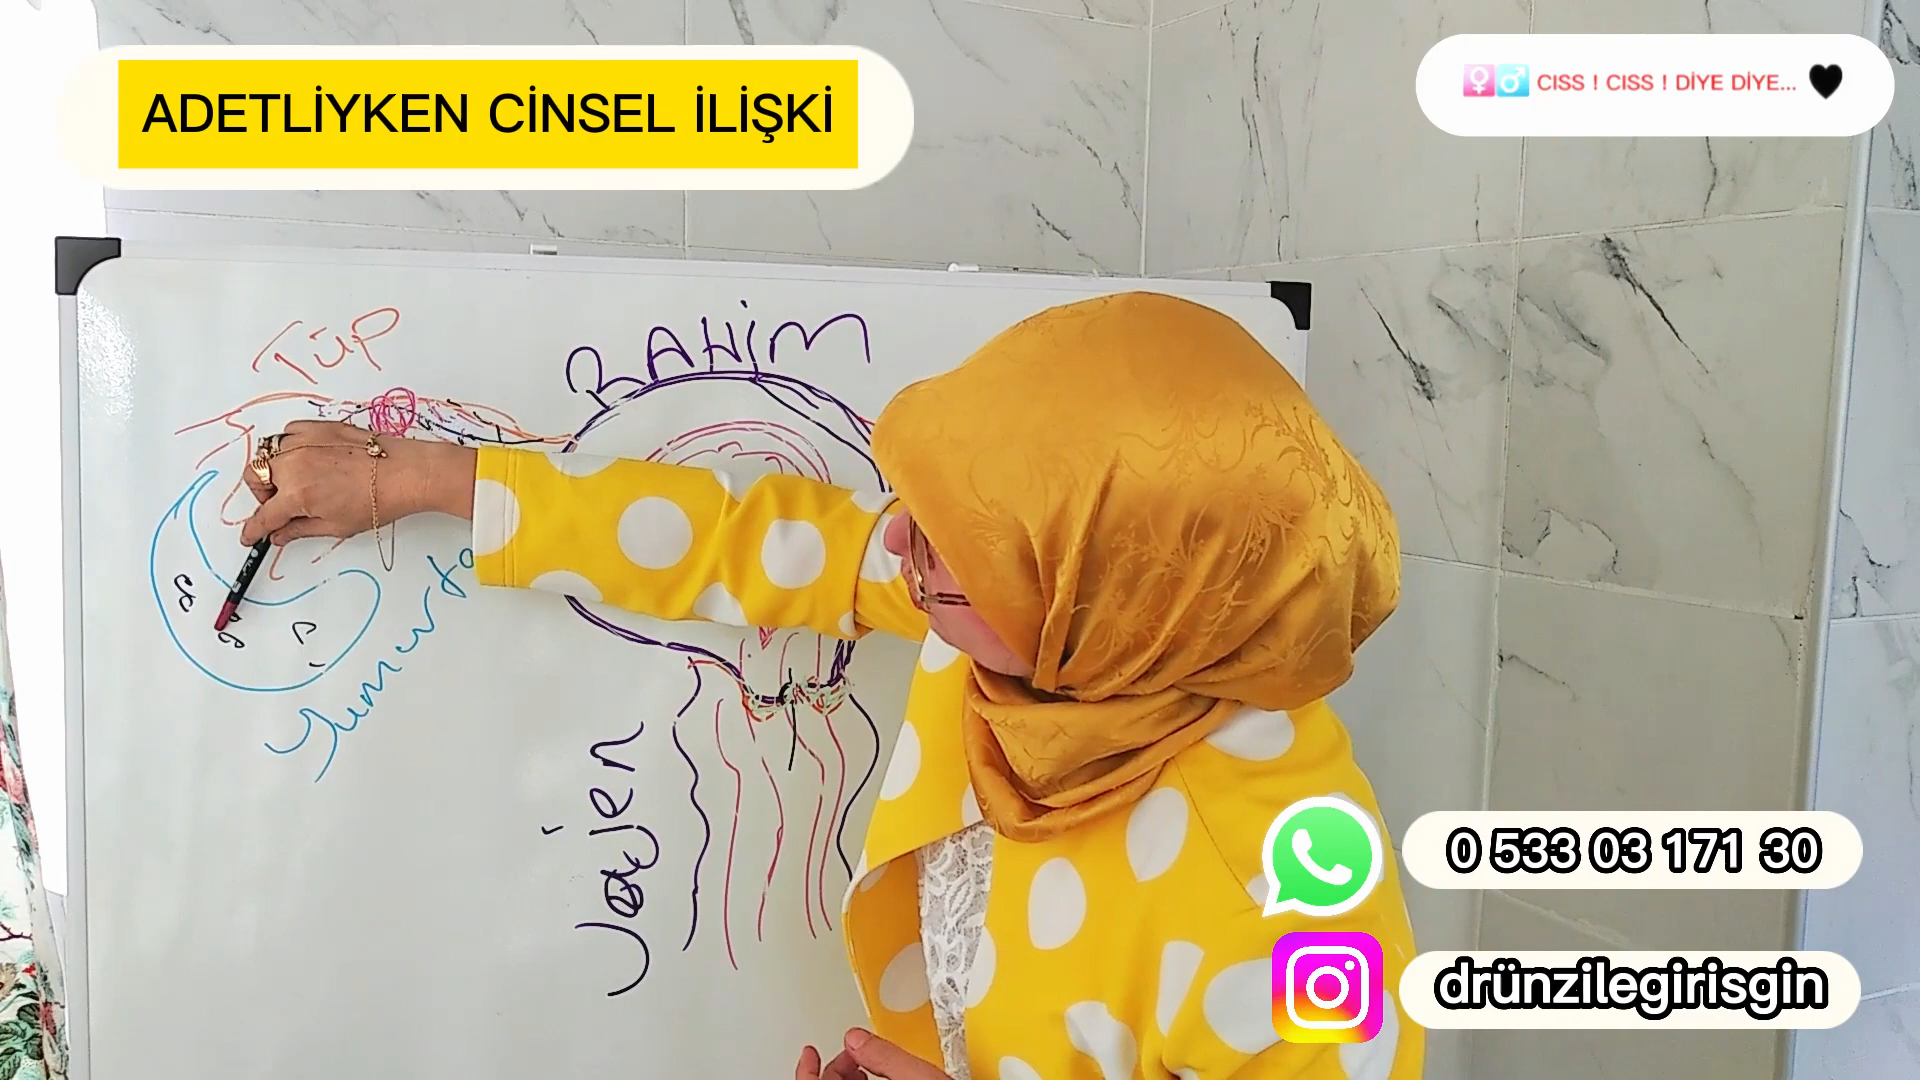 ADETLİYKEN CİNSEL İLİŞKİ
CISS ! CISS ! DİYE DİYE...
TÜP
RAHİM
Yumurta
Vajen
0 533 03 171 30
drünzilegirisgin